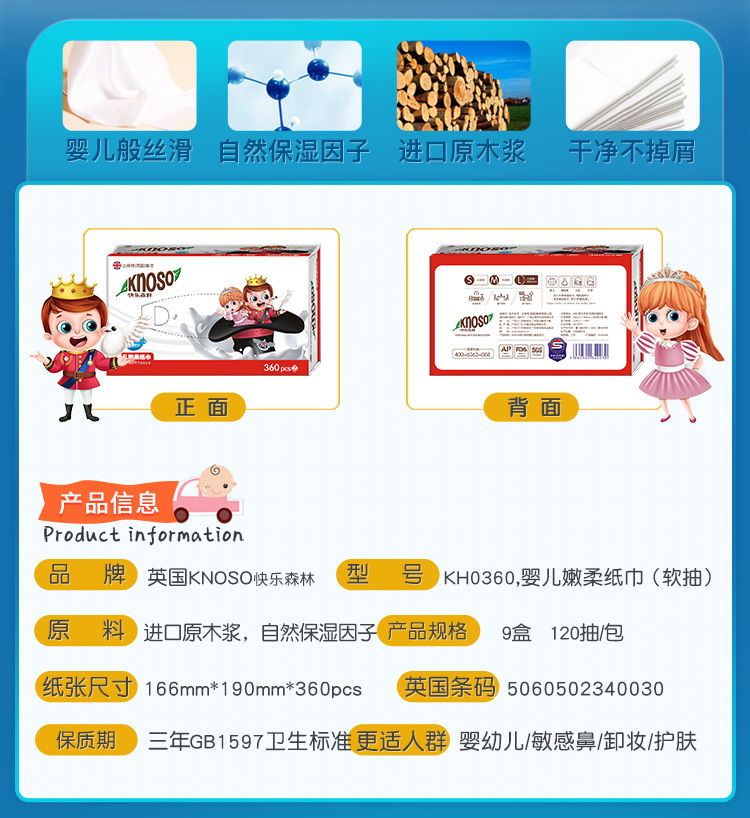 婴儿般丝滑 自然保湿因子 进口原木浆 干净不掉屑
KNOSO
快乐森林
360pcs
正面
S M L
KNOSO
400-6363-088
AP FDA SGS
背面
产品信息
Product information
品牌 英国KNOSO快乐森林 型号 KH0360,婴儿嫩柔纸巾（软抽）
原料 进口原木浆，自然保湿因子 产品规格 9盒 120抽/包
纸张尺寸 166mm*190mm*360pcs 英国条码 5060502340030
保质期 三年GB1597卫生标准 更适人群 婴幼儿/敏感鼻/卸妆/护肤